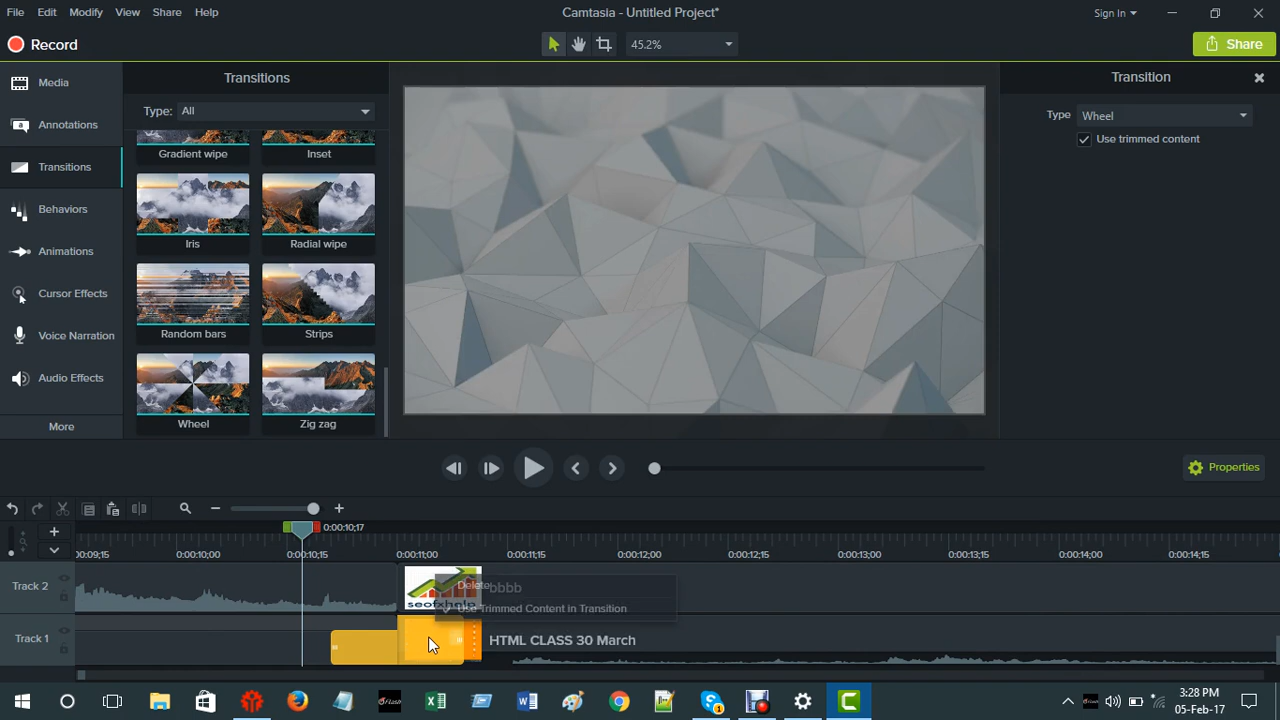 File Edit Modify View Share Help
Camtasia - Untitled Project*
Sign In
Record
45.2%
Share
Media
Annotations
Transitions
Behaviors
Animations
Cursor Effects
Voice Narration
Audio Effects
More
Transitions
Type: All
Gradient wipe Inset
Iris Radial wipe
Random bars Strips
Wheel Zig zag
Transition
Type Wheel
Use trimmed content
Properties
0:00:10;17
0:00:09;15 0:00:10;00 0:00:10;15 0:00:11;00 0:00:11;15 0:00:12;00 0:00:12;15 0:00:13;00 0:00:13;15 0:00:14;00 0:00:14;15
Track 2
seofxhelp
Delete
bbbb
Use Trimmed Content in Transition
Track 1
HTML CLASS 30 March
3:28 PM
05-Feb-17